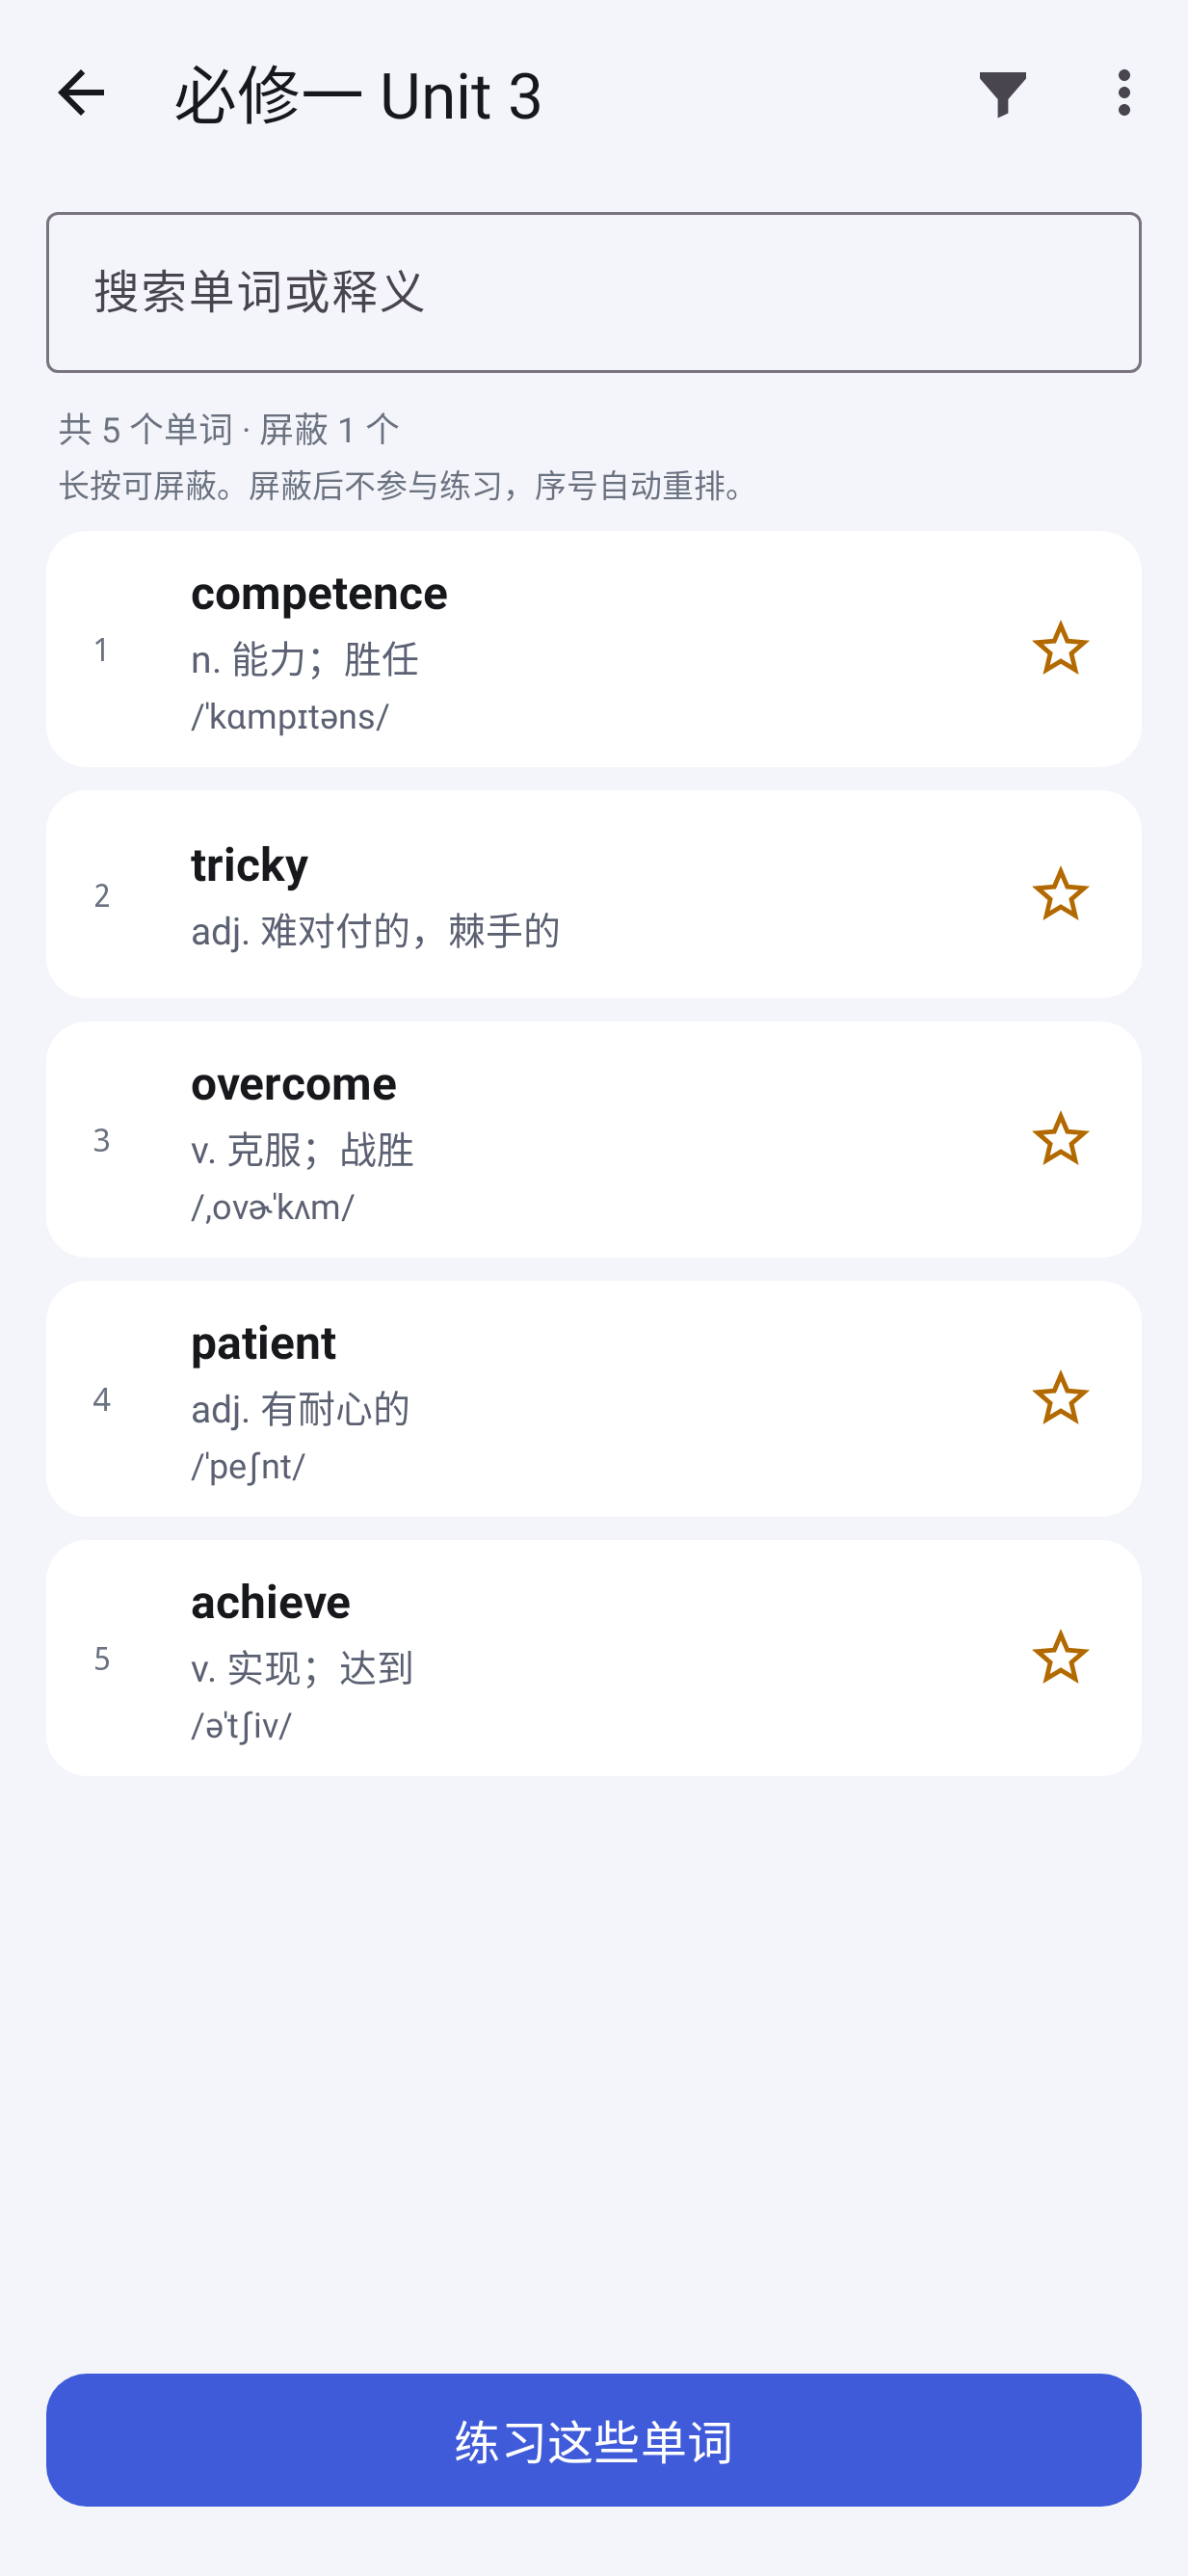 必修一 Unit 3
搜索单词或释义
共 5 个单词 · 屏蔽 1 个
长按可屏蔽。屏蔽后不参与练习，序号自动重排。
1
competence
n. 能力；胜任
/ˈkɑmpɪtəns/
2
tricky
adj. 难对付的，棘手的
3
overcome
v. 克服；战胜
/ˌovɚˈkʌm/
4
patient
adj. 有耐心的
/ˈpeʃnt/
5
achieve
v. 实现；达到
/əˈtʃiv/
练习这些单词